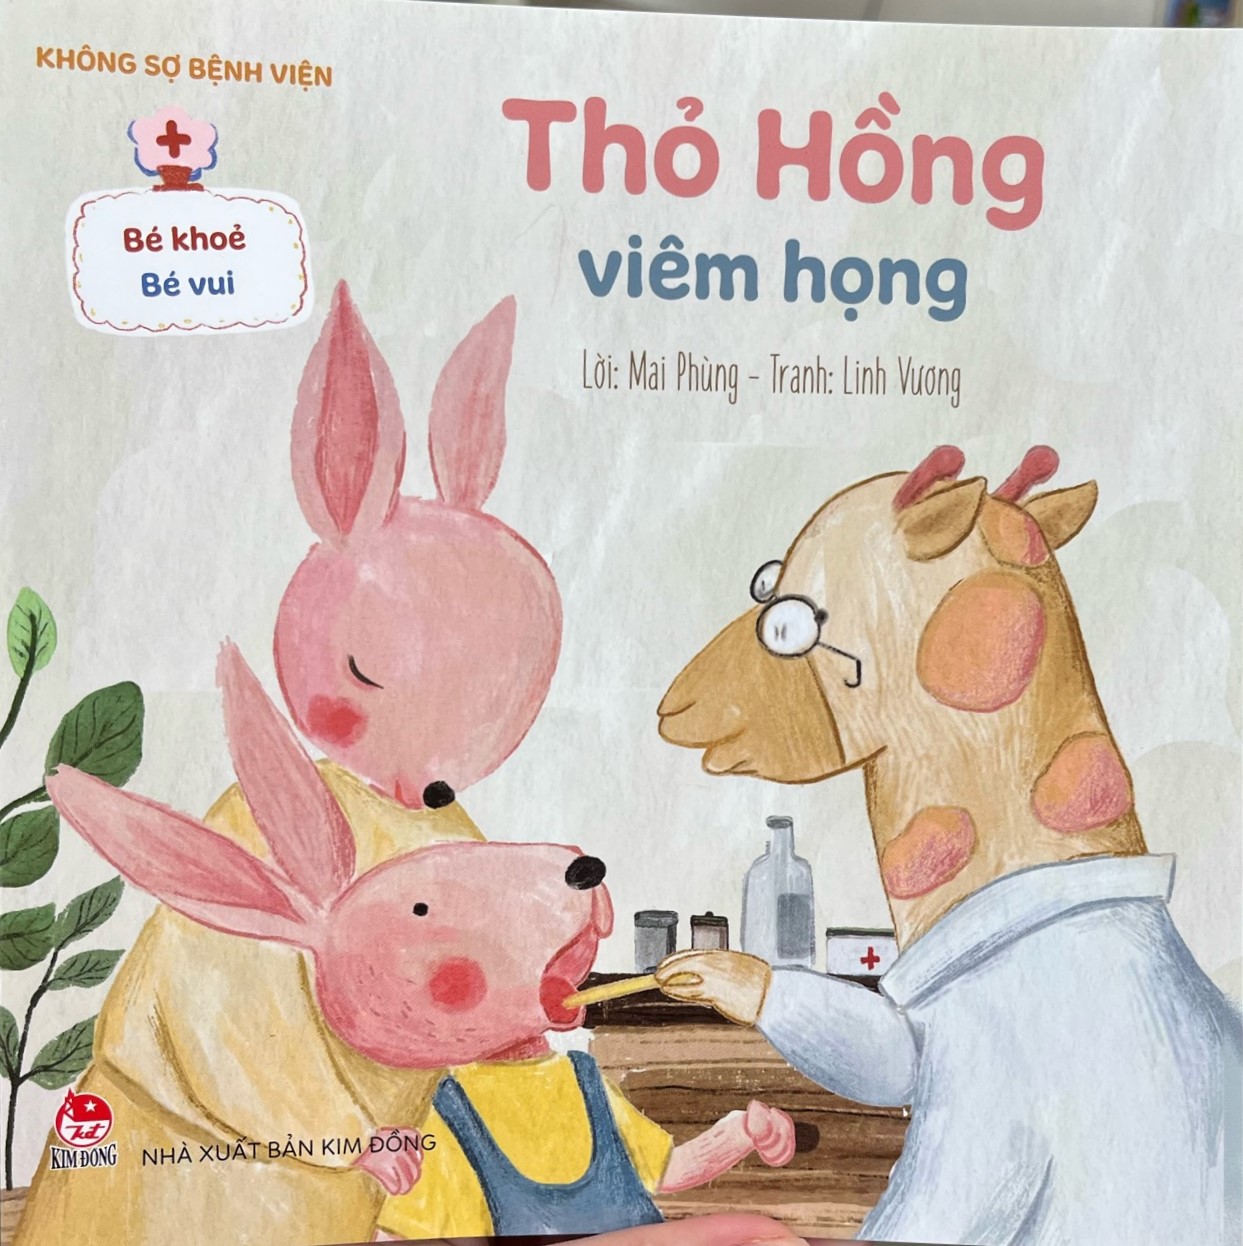 KHÔNG SỢ BỆNH VIỆN
Bé khoẻ
Bé vui
Thỏ Hồng
viêm họng
Lời: Mai Phùng - Tranh: Linh Vương
KIM ĐỒNG
NHÀ XUẤT BẢN KIM ĐỒNG